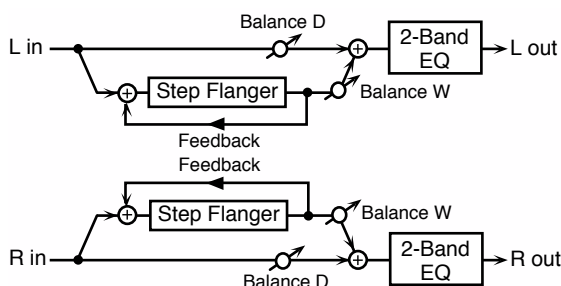 Balance D
L in
2-Band
EQ
L out
Step Flanger
Balance W
Feedback
Feedback
Step Flanger
Balance W
R in
2-Band
EQ
R out
Balance D